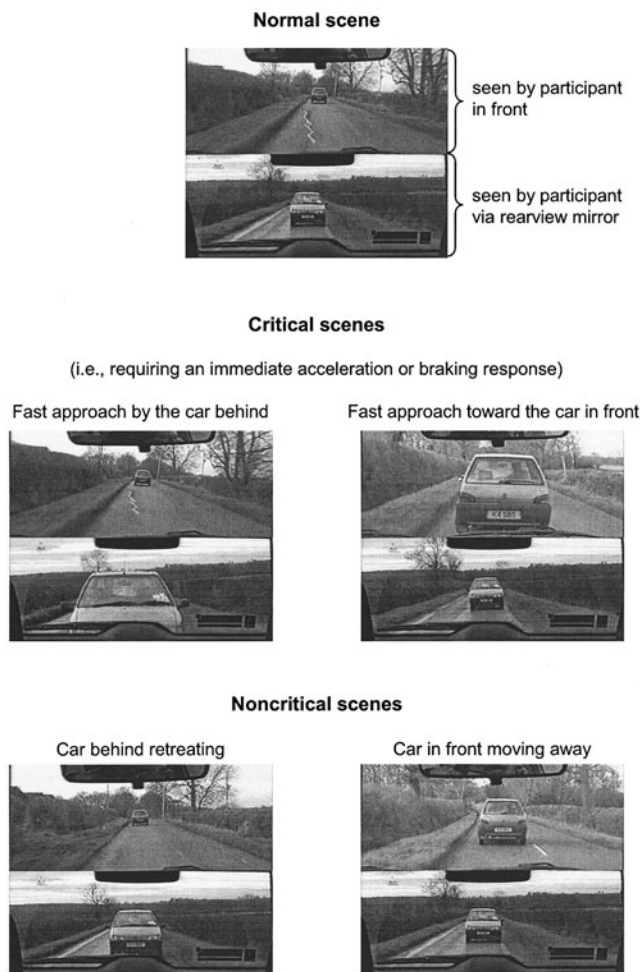 Normal scene
seen by participant
in front
seen by participant
via rearview mirror
Critical scenes
(i.e., requiring an immediate acceleration or braking response)
Fast approach by the car behind
Fast approach toward the car in front
Noncritical scenes
Car behind retreating
Car in front moving away